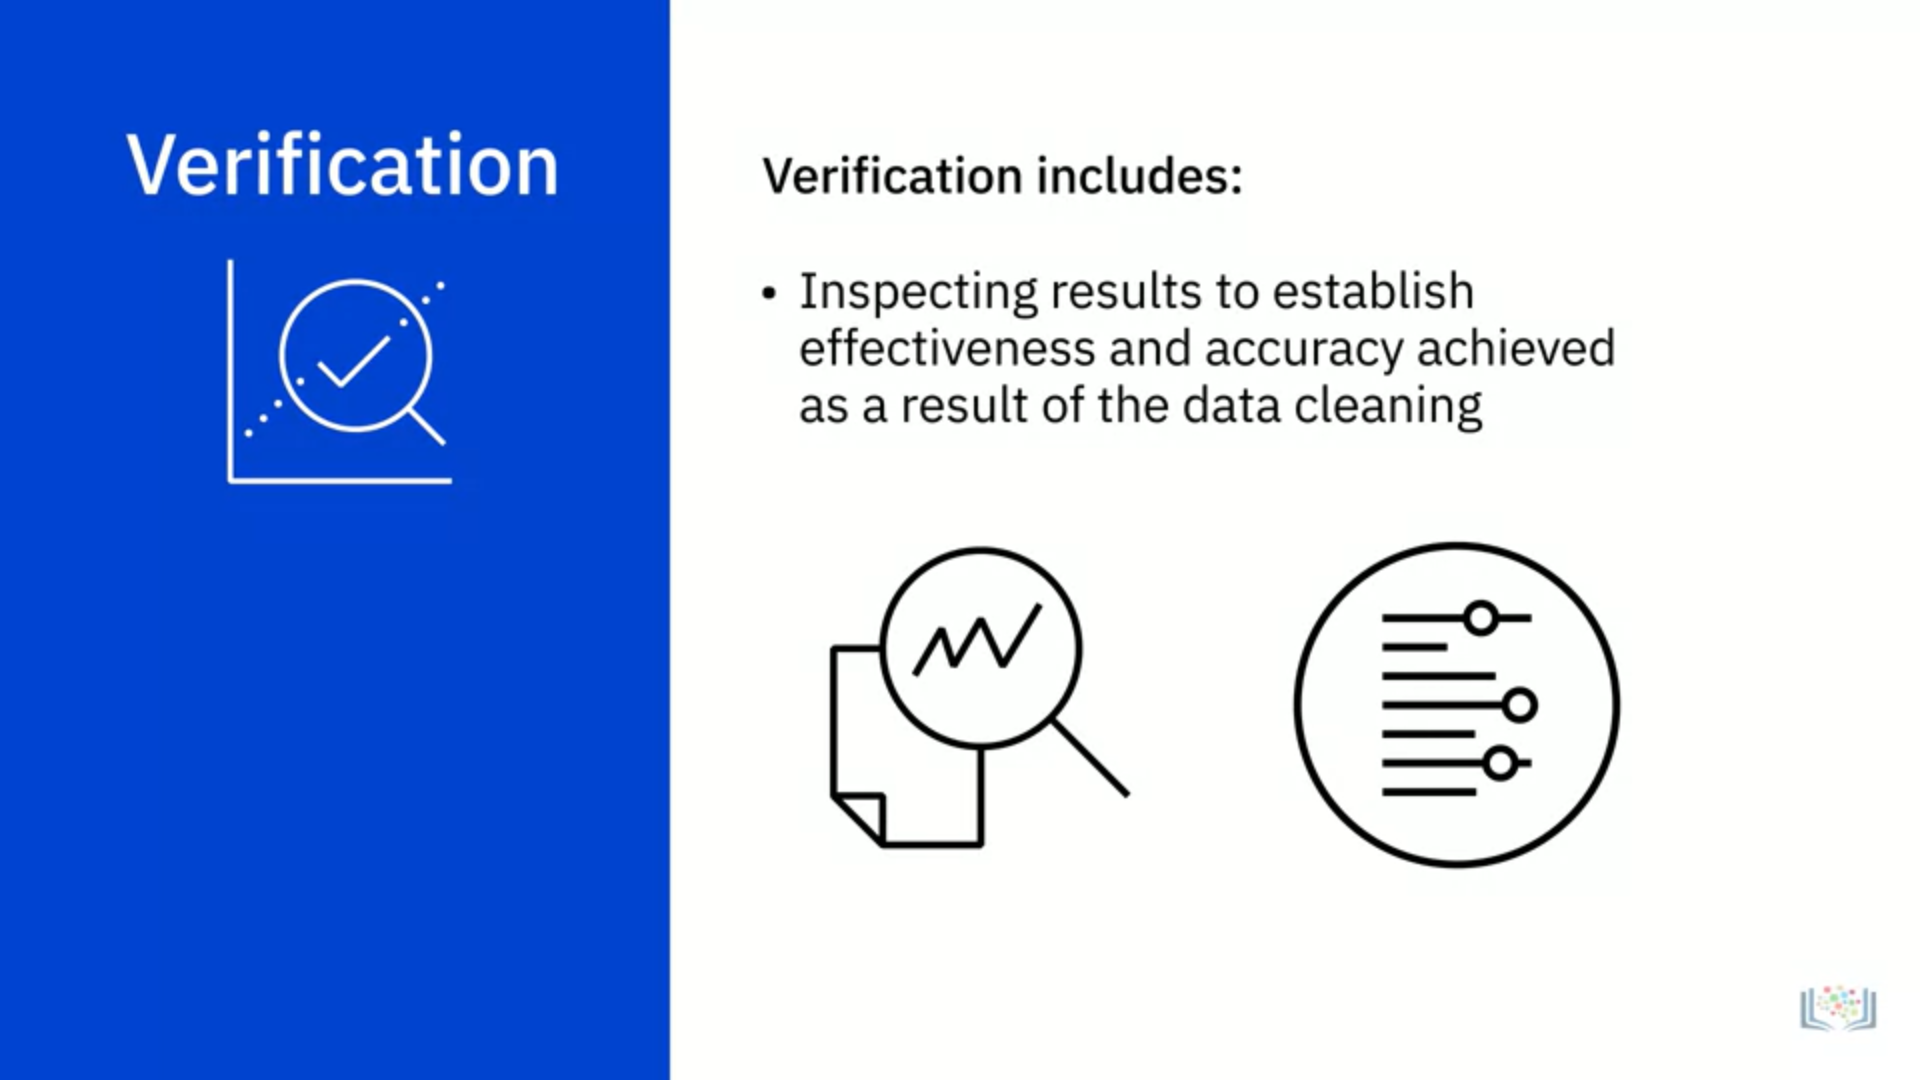 Verification
Verification includes:
• Inspecting results to establish
effectiveness and accuracy achieved
as a result of the data cleaning